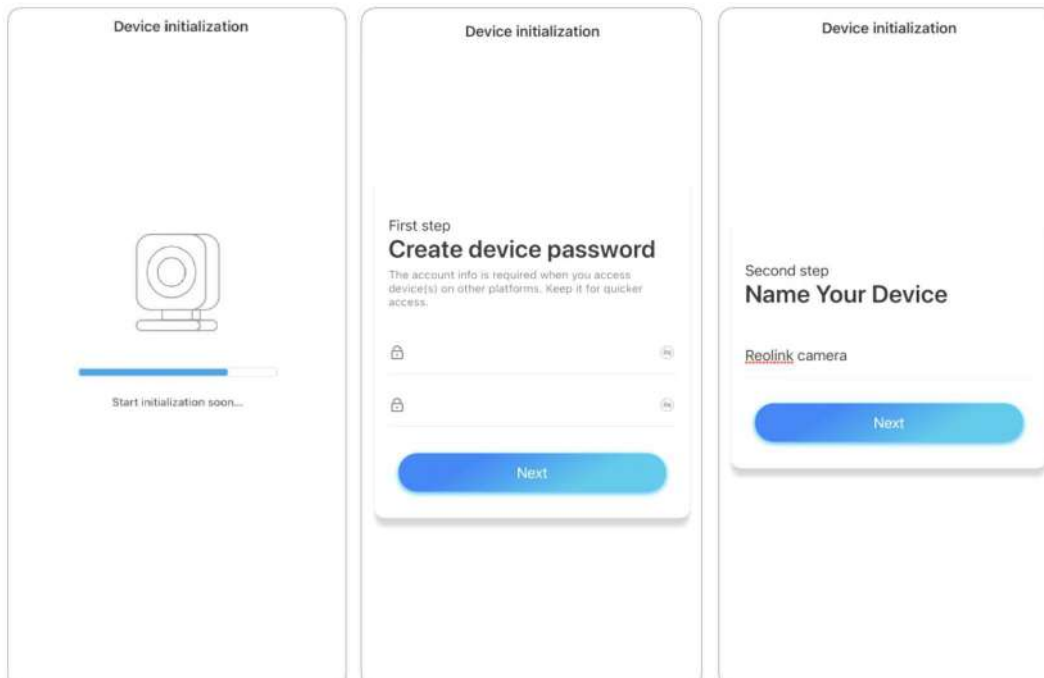 Device initialization
Start initialization soon...
Device initialization
First step
Create device password
The account info is required when you access
device(s) on other platforms. Keep it for quicker
access.
Next
Device initialization
Second step
Name Your Device
Reolink camera
Next